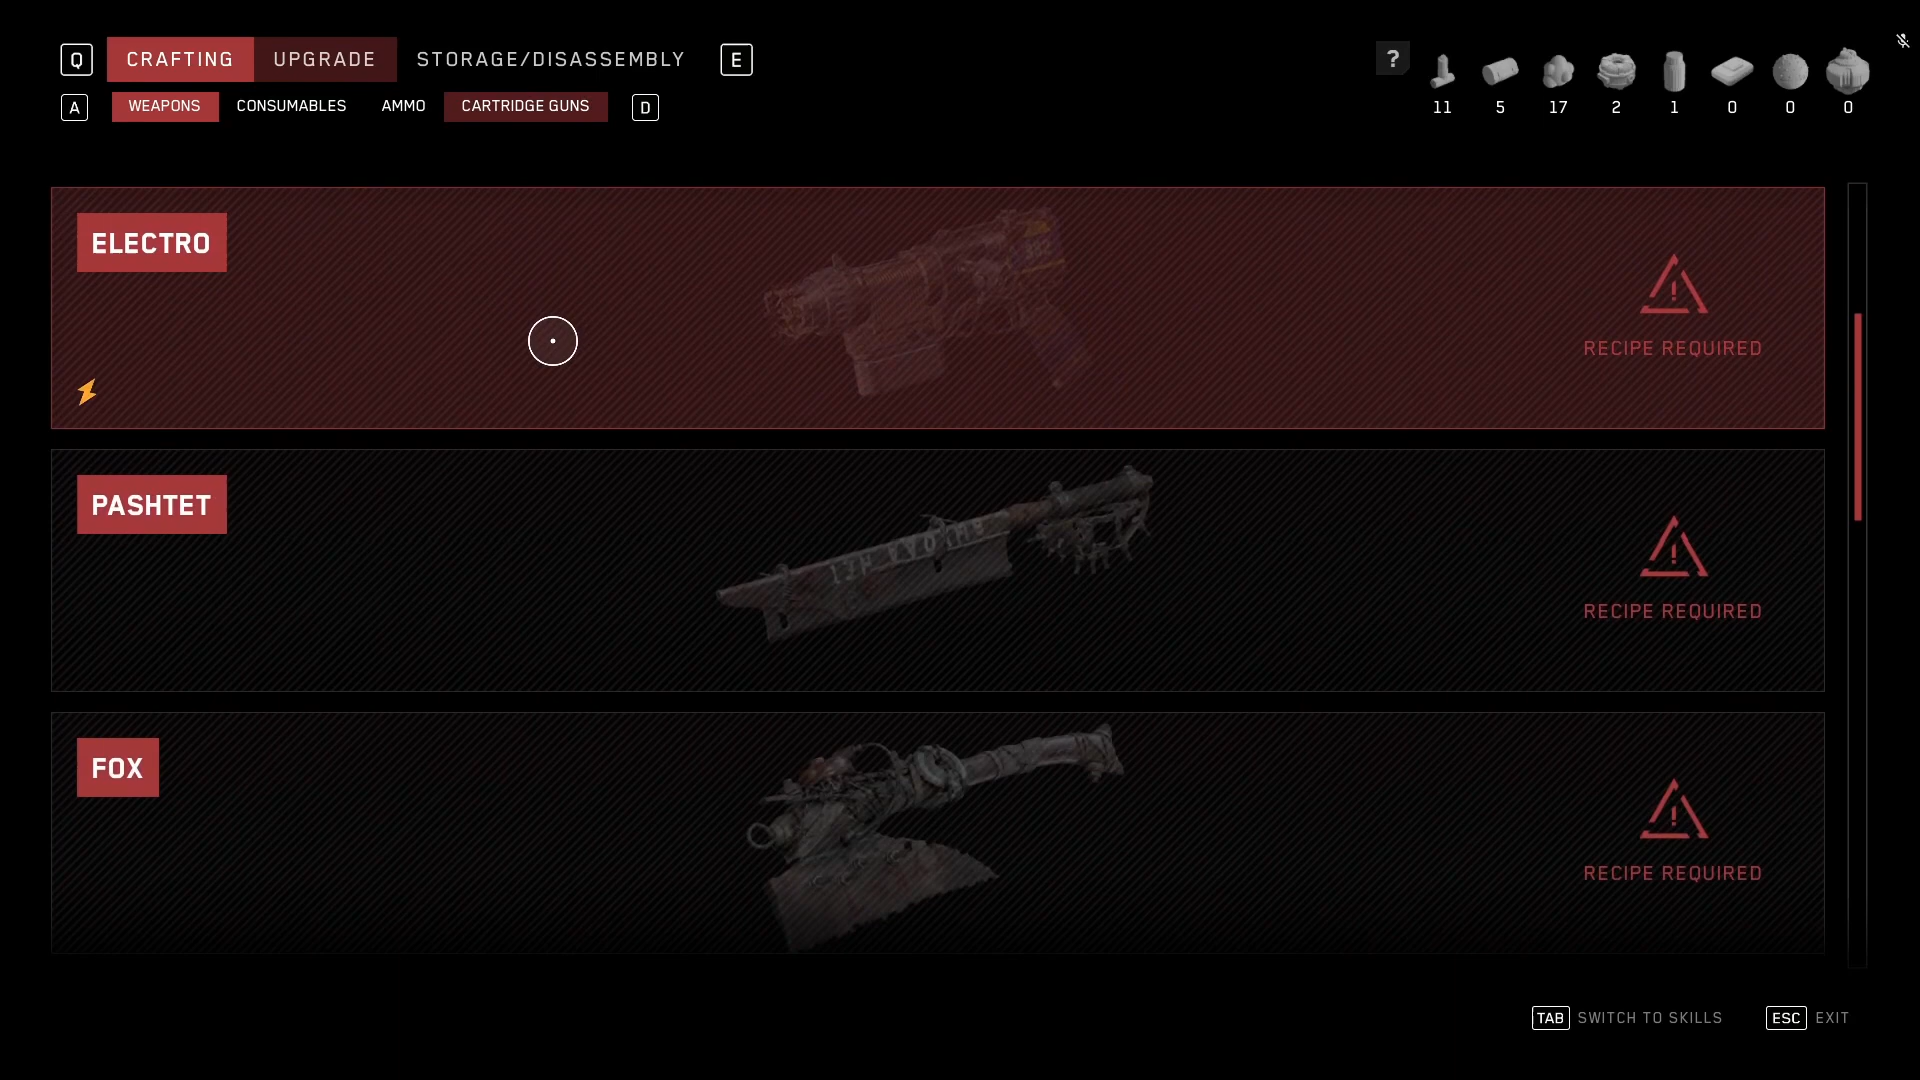 Q CRAFTING UPGRADE STORAGE/DISASSEMBLY E
A WEAPONS CONSUMABLES AMMO CARTRIDGE GUNS D
?
11 5 17 2 1 0 0 0
ELECTRO
RECIPE REQUIRED
PASHTET
RECIPE REQUIRED
FOX
RECIPE REQUIRED
TAB SWITCH TO SKILLS ESC EXIT